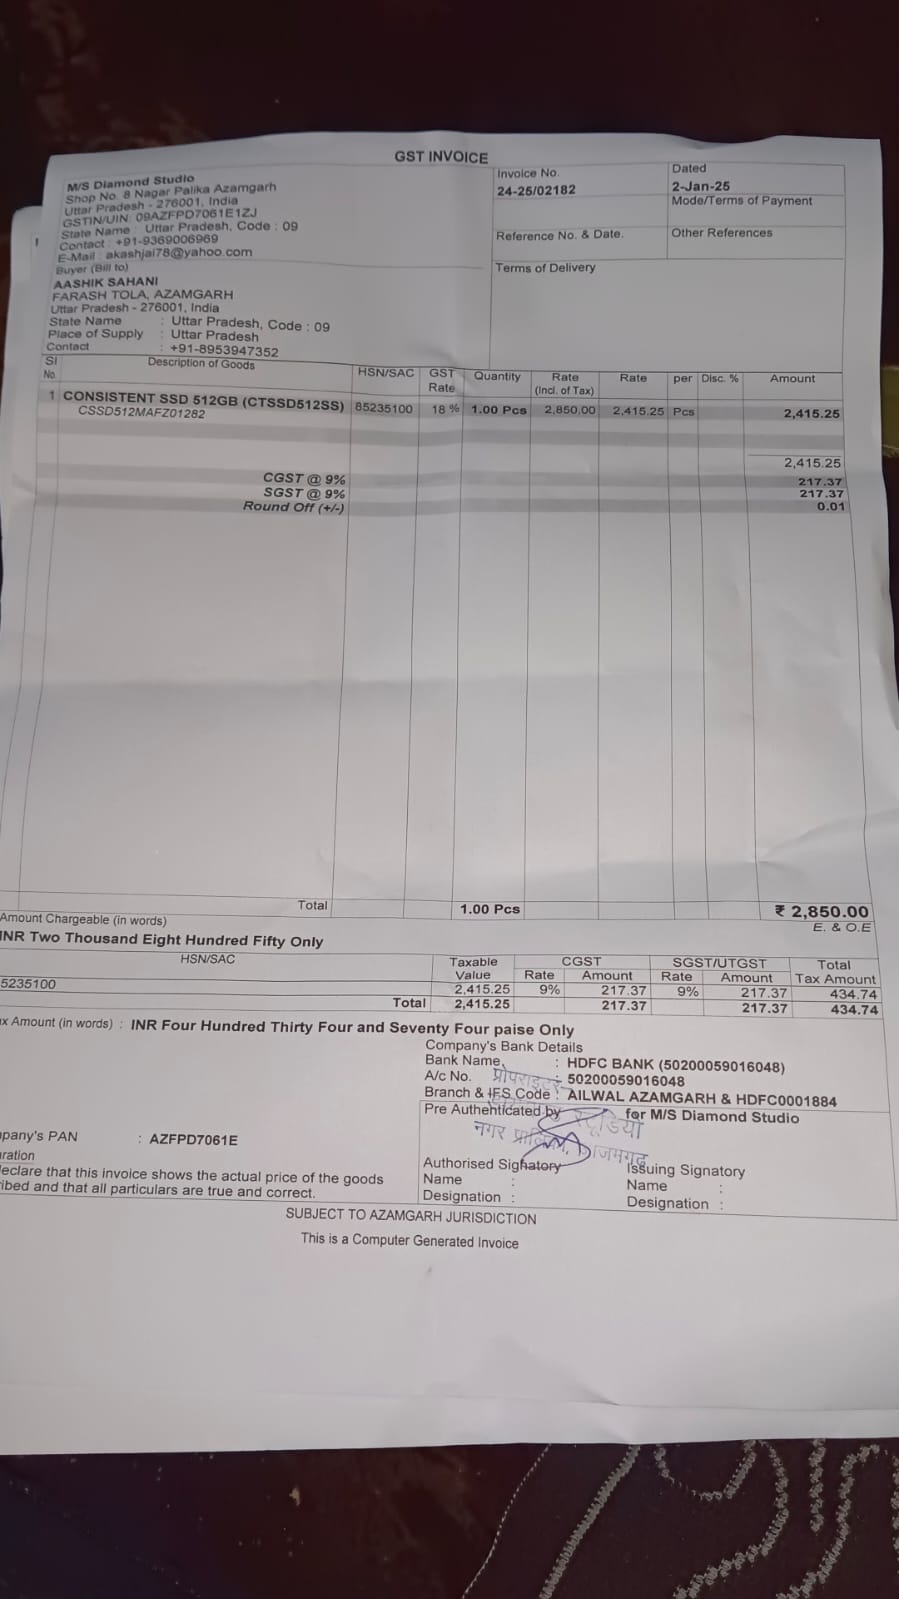 GST INVOICE
M/S Diamond Studio
Shop No. 8 Nagar Palika Azamgarh
Uttar Pradesh - 276001, India
GSTIN/UIN: 09AZFPD7061E1ZJ
State Name : Uttar Pradesh, Code : 09
Contact : +91-9369006969
E-Mail : akashjai78@yahoo.com
Invoice No.
24-25/02182
Dated
2-Jan-25
Mode/Terms of Payment
Reference No. & Date.
Other References
Terms of Delivery
Buyer (Bill to)
AASHIK SAHANI
FARASH TOLA, AZAMGARH
Uttar Pradesh - 276001, India
State Name : Uttar Pradesh, Code : 09
Place of Supply : Uttar Pradesh
Contact : +91-8953947352
Sl No. Description of Goods HSN/SAC GST Rate Quantity Rate (Incl. of Tax) Rate per Disc. % Amount
1 CONSISTENT SSD 512GB (CTSSD512SS) 85235100 18 % 1.00 Pcs 2,850.00 2,415.25 Pcs 2,415.25
CSSD512MAFZ01282
2,415.25
CGST @ 9% 217.37
SGST @ 9% 217.37
Round Off (+/-) 0.01
Total 1.00 Pcs ₹ 2,850.00
Amount Chargeable (in words) E. & O.E
INR Two Thousand Eight Hundred Fifty Only
HSN/SAC Taxable Value CGST Rate Amount SGST/UTGST Rate Amount Total Tax Amount
5235100 2,415.25 9% 217.37 9% 217.37 434.74
Total 2,415.25 217.37 217.37 434.74
x Amount (in words) : INR Four Hundred Thirty Four and Seventy Four paise Only
Company's Bank Details
Bank Name : HDFC BANK (50200059016048)
A/c No. : 50200059016048
Branch & IFS Code : AILWAL AZAMGARH & HDFC0001884
Pre Authenticated by for M/S Diamond Studio
प्रोपराइटर
स्टूडियो
नगर पालिका, आजमगढ़
pany's PAN : AZFPD7061E
aration
eclare that this invoice shows the actual price of the goods
ibed and that all particulars are true and correct.
Authorised Signatory
Name :
Designation :
Issuing Signatory
Name :
Designation :
SUBJECT TO AZAMGARH JURISDICTION
This is a Computer Generated Invoice